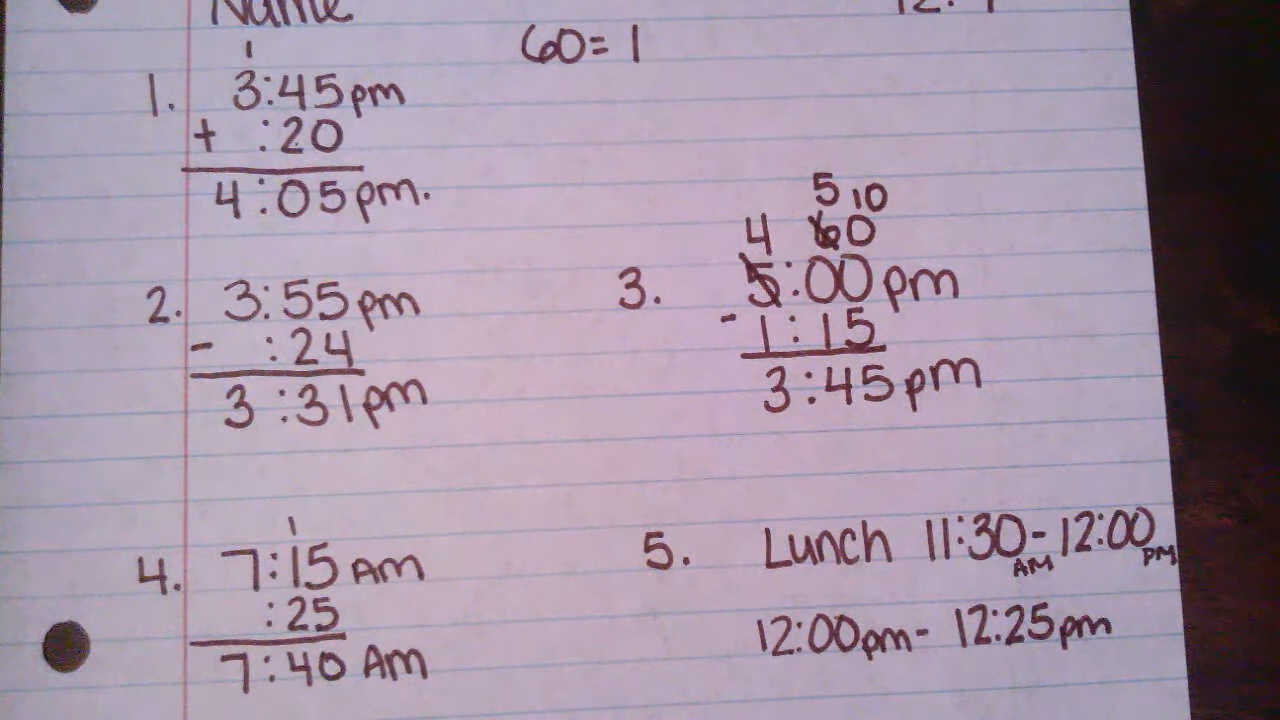 Name
60=1
1
1. 3:45pm
+ :20
4:05pm.
2. 3:55pm
- :24
3:31pm
5 10
4 60
3. 5:00pm
- 1:15
3:45pm
1
4. 7:15 AM
:25
7:40 AM
5. Lunch 11:30 AM - 12:00 PM
12:00pm - 12:25pm